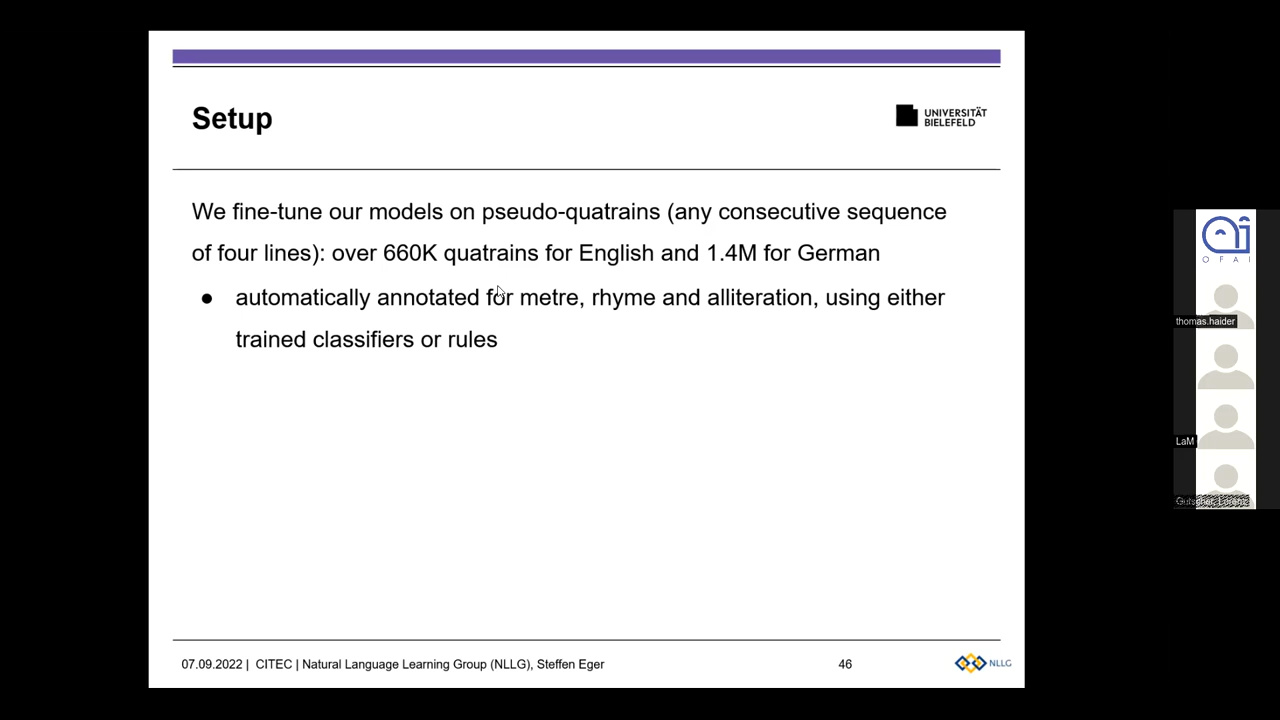 Setup
UNIVERSITÄT
BIELEFELD
We fine-tune our models on pseudo-quatrains (any consecutive sequence
of four lines): over 660K quatrains for English and 1.4M for German
● automatically annotated for metre, rhyme and alliteration, using either
trained classifiers or rules
07.09.2022 | CITEC | Natural Language Learning Group (NLLG), Steffen Eger
46
NLLG
OFAI
thomas.haider
LaM